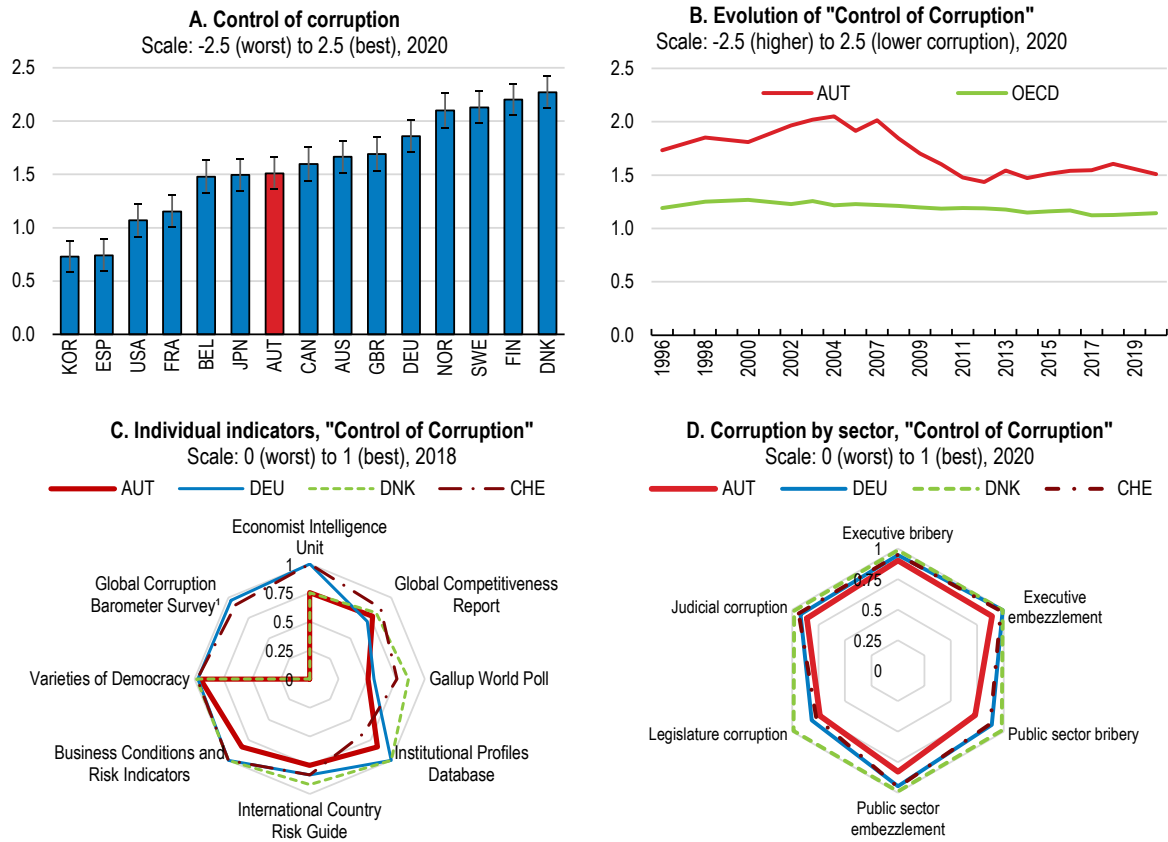 A. Control of corruption
Scale: -2.5 (worst) to 2.5 (best), 2020
2.5
2.0
1.5
1.0
0.5
0.0
KOR
ESP
USA
FRA
BEL
JPN
AUT
CAN
AUS
GBR
DEU
NOR
SWE
FIN
DNK
B. Evolution of "Control of Corruption"
Scale: -2.5 (higher) to 2.5 (lower corruption), 2020
AUT
OECD
2.5
2.0
1.5
1.0
0.5
0.0
1996
1998
2000
2002
2004
2007
2009
2011
2013
2015
2017
2019
C. Individual indicators, "Control of Corruption"
Scale: 0 (worst) to 1 (best), 2018
AUT
DEU
DNK
CHE
Economist Intelligence
Unit
Global Competitiveness
Report
Gallup World Poll
Institutional Profiles
Database
International Country
Risk Guide
Business Conditions and
Risk Indicators
Varieties of Democracy
Global Corruption
Barometer Survey¹
1
0.75
0.5
0.25
0
D. Corruption by sector, "Control of Corruption"
Scale: 0 (worst) to 1 (best), 2020
AUT
DEU
DNK
CHE
Executive bribery
Executive
embezzlement
Public sector bribery
Public sector
embezzlement
Legislature corruption
Judicial corruption
1
0.75
0.5
0.25
0